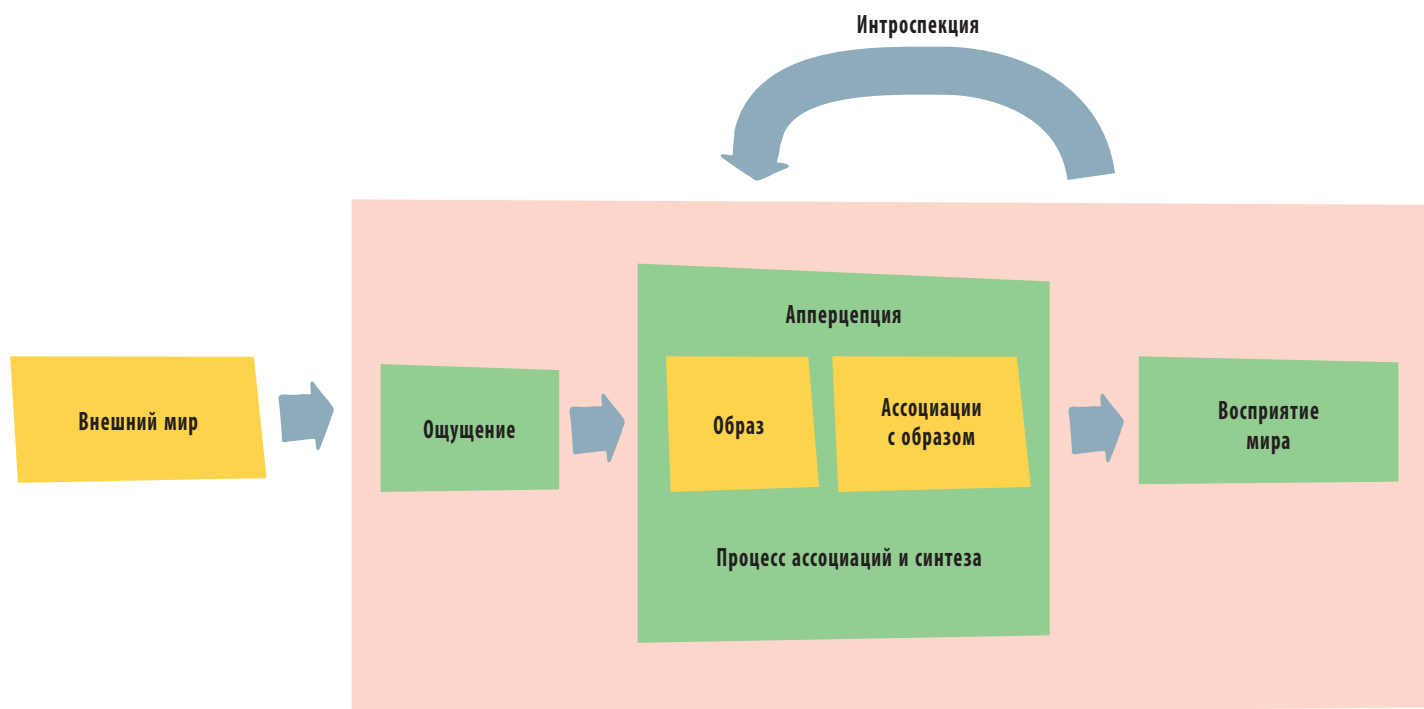 Интроспекция
Апперцепция
Внешний мир
Ощущение
Образ
Ассоциации
с образом
Восприятие
мира
Процесс ассоциаций и синтеза